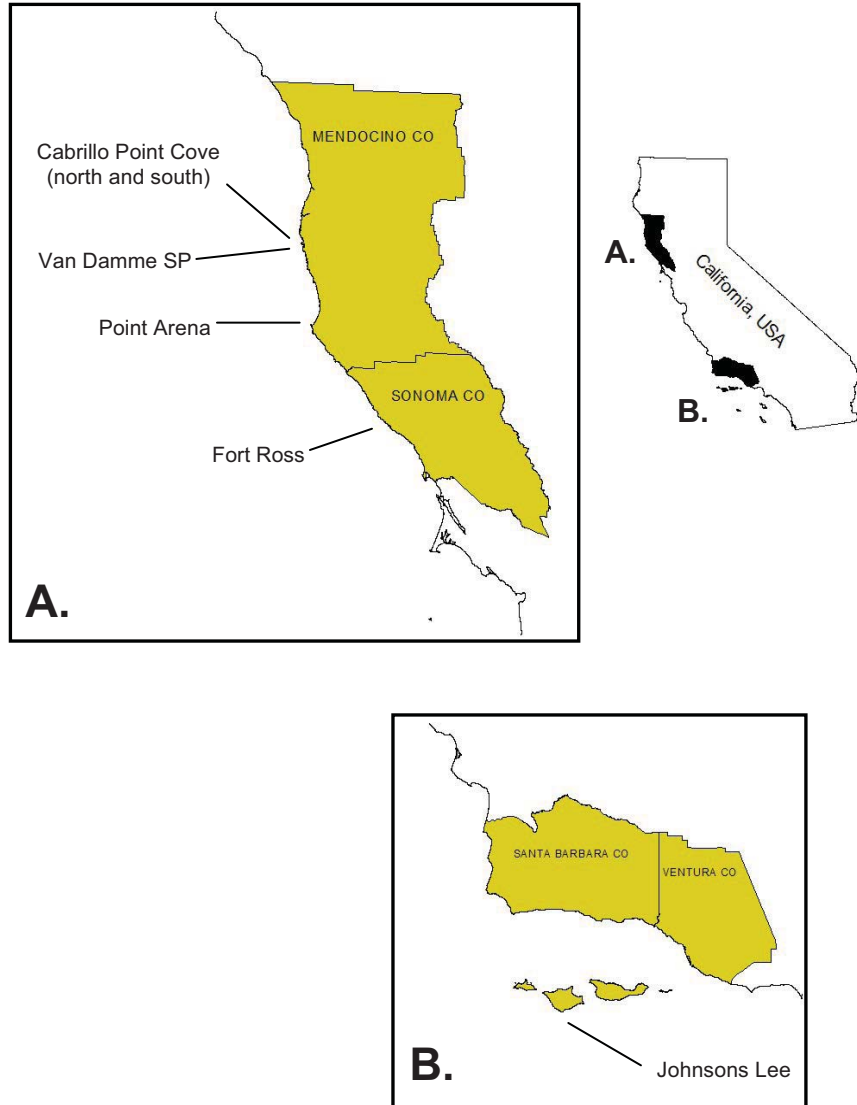 MENDOCINO CO
Cabrillo Point Cove
(north and south)
Van Damme SP
Point Arena
SONOMA CO
Fort Ross
A.
A.
California, USA
B.
SANTA BARBARA CO
VENTURA CO
Johnsons Lee
B.